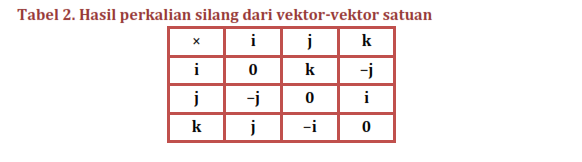 Tabel 2. Hasil perkalian silang dari vektor-vektor satuan
× i j k
i 0 k −j
j −j 0 i
k j −i 0